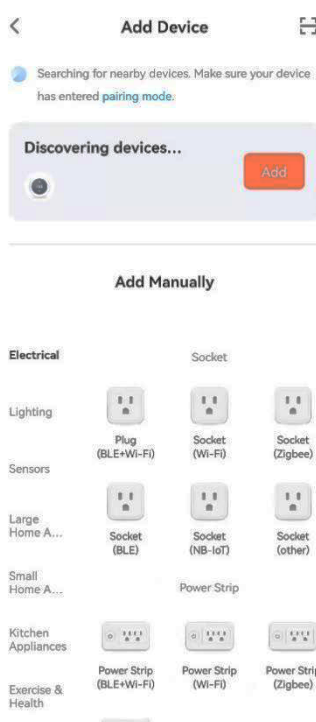 Add Device
Searching for nearby devices. Make sure your device
has entered pairing mode.
Discovering devices...
Add
Add Manually
Electrical
Socket
Lighting
Plug
(BLE+Wi-Fi)
Socket
(Wi-Fi)
Socket
(Zigbee)
Sensors
Large
Home A...
Socket
(BLE)
Socket
(NB-IoT)
Socket
(other)
Small
Home A...
Power Strip
Kitchen
Appliances
Power Strip
(BLE+Wi-Fi)
Power Strip
(Wi-Fi)
Power Strip
(Zigbee)
Exercise &
Health